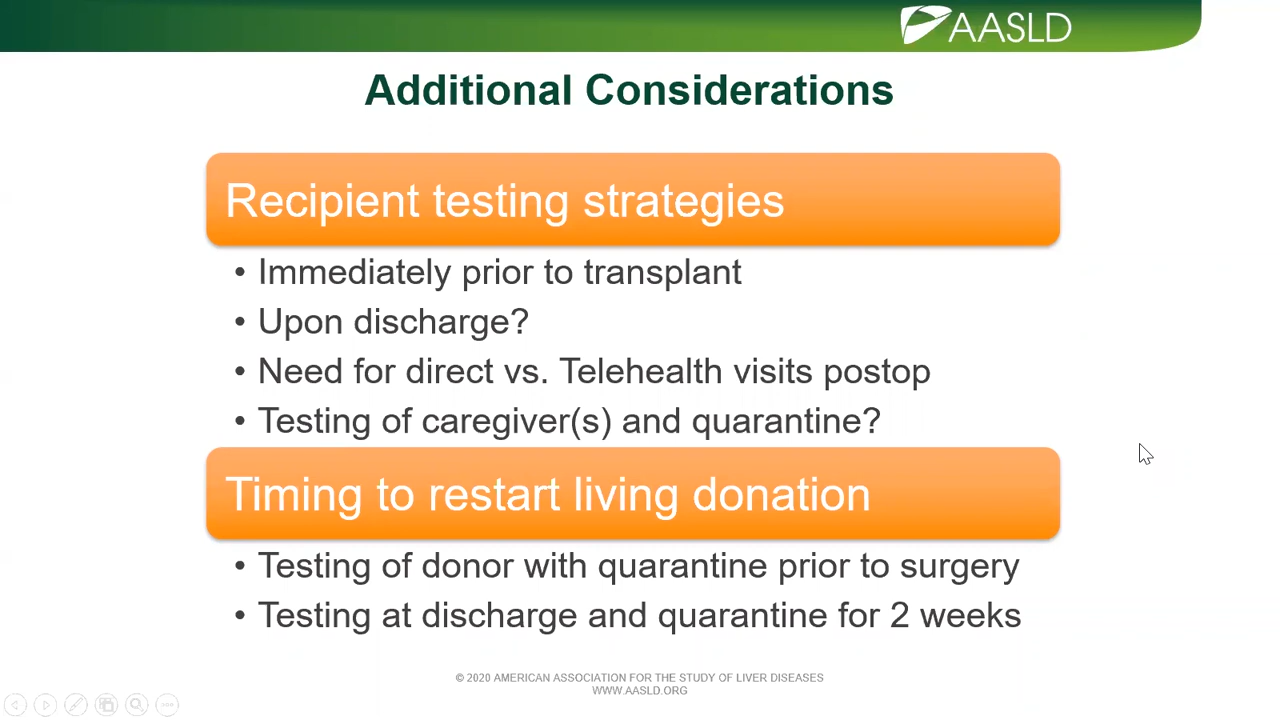 AASLD
Additional Considerations
Recipient testing strategies
• Immediately prior to transplant
• Upon discharge?
• Need for direct vs. Telehealth visits postop
• Testing of caregiver(s) and quarantine?
Timing to restart living donation
• Testing of donor with quarantine prior to surgery
• Testing at discharge and quarantine for 2 weeks
© 2020 AMERICAN ASSOCIATION FOR THE STUDY OF LIVER DISEASES
WWW.AASLD.ORG